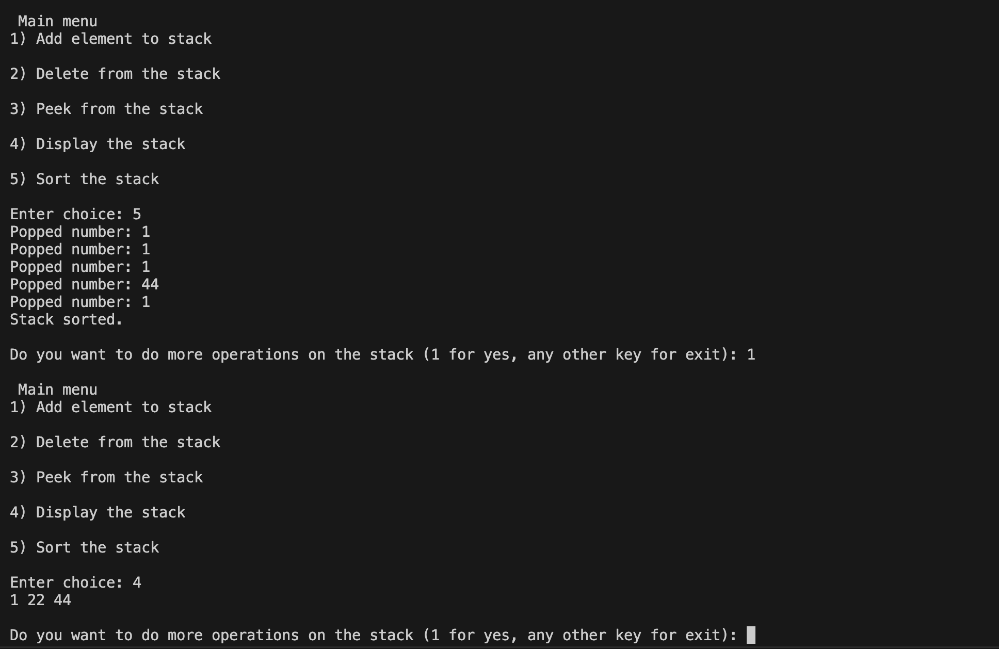 Main menu
1) Add element to stack
2) Delete from the stack
3) Peek from the stack
4) Display the stack
5) Sort the stack
Enter choice: 5
Popped number: 1
Popped number: 1
Popped number: 1
Popped number: 44
Popped number: 1
Stack sorted.
Do you want to do more operations on the stack (1 for yes, any other key for exit): 1
Main menu
1) Add element to stack
2) Delete from the stack
3) Peek from the stack
4) Display the stack
5) Sort the stack
Enter choice: 4
1 22 44
Do you want to do more operations on the stack (1 for yes, any other key for exit):